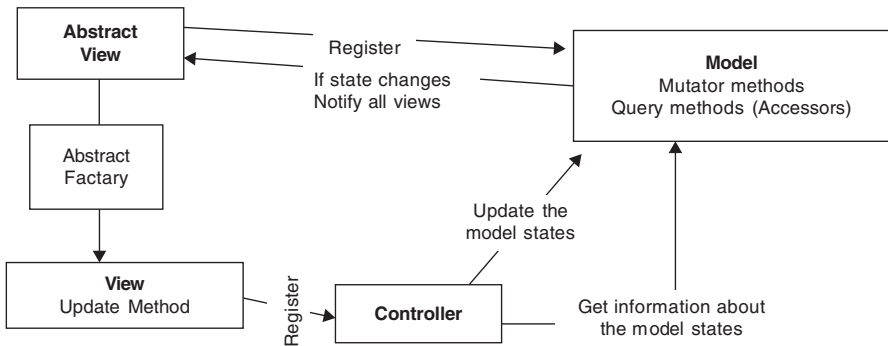 Abstract
View
Register
If state changes
Notify all views
Model
Mutator methods
Query methods (Accessors)
Abstract
Factary
Update the
model states
View
Update Method
Register
Controller
Get information about
the model states